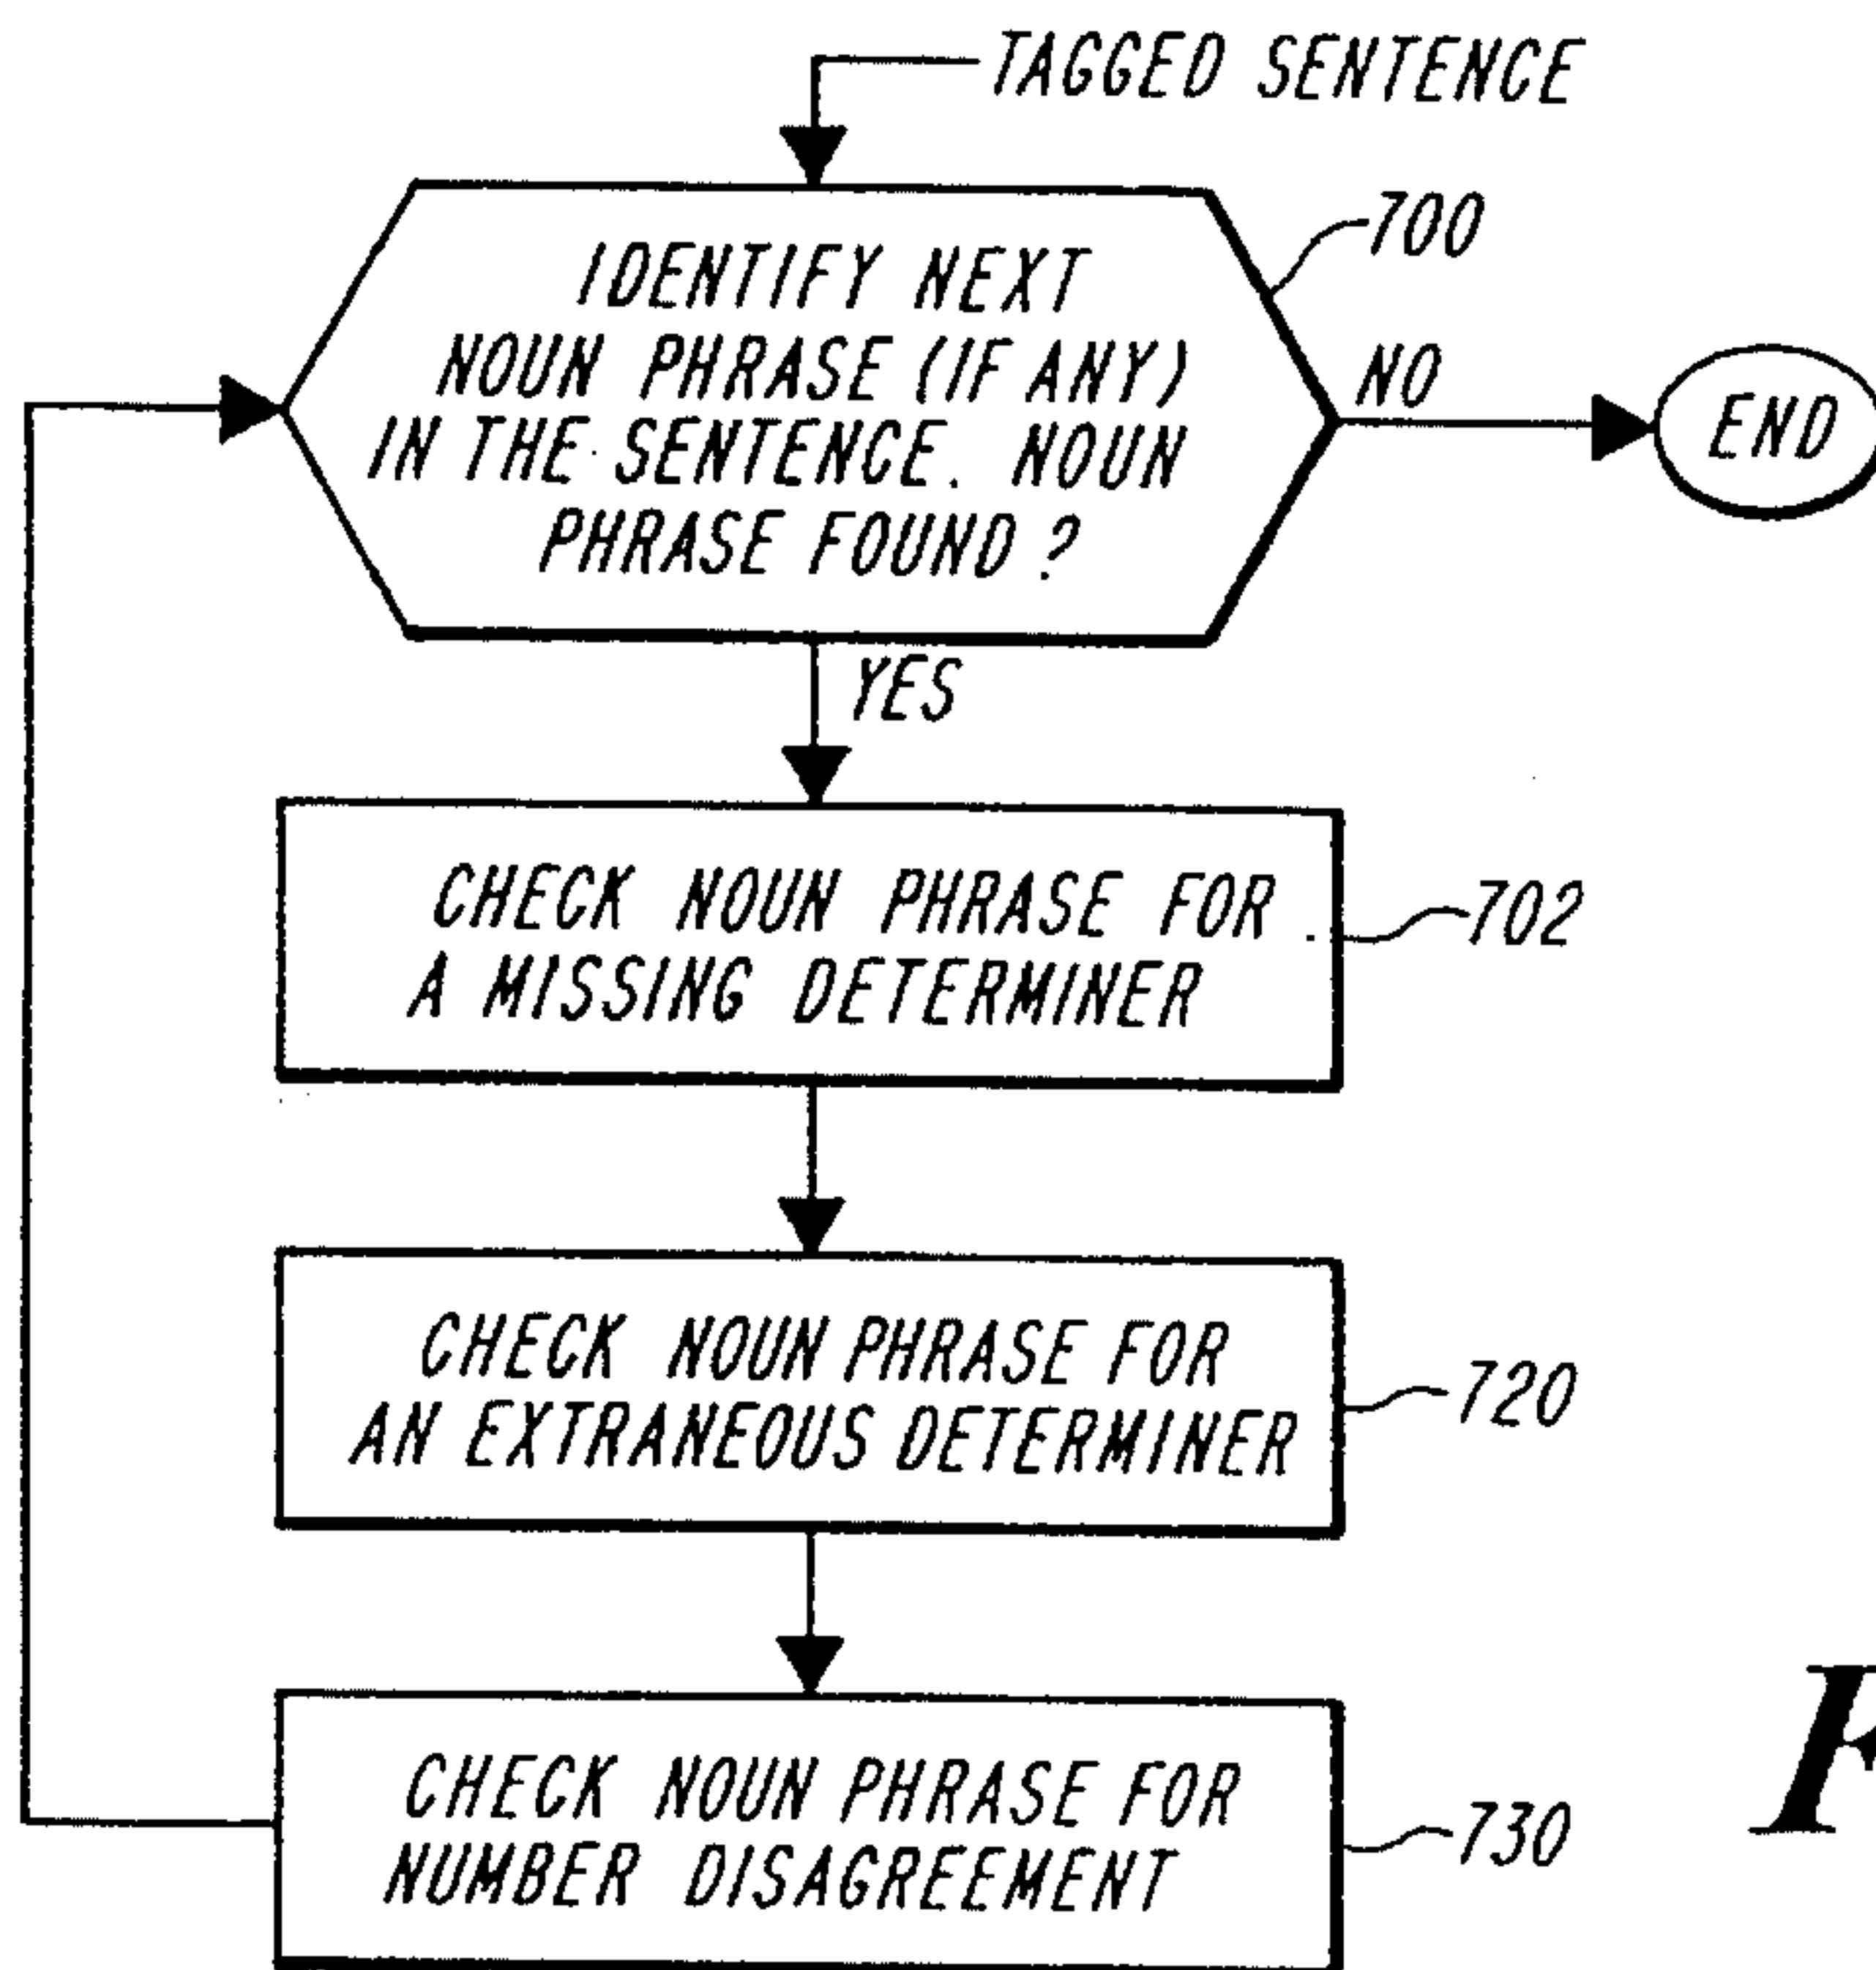 TAGGED SENTENCE
700
IDENTIFY NEXT
NOUN PHRASE (IF ANY)
IN THE SENTENCE. NOUN
PHRASE FOUND?
NO
END
YES
CHECK NOUN PHRASE FOR
A MISSING DETERMINER
702
CHECK NOUN PHRASE FOR
AN EXTRANEOUS DETERMINER
720
CHECK NOUN PHRASE FOR
NUMBER DISAGREEMENT
730